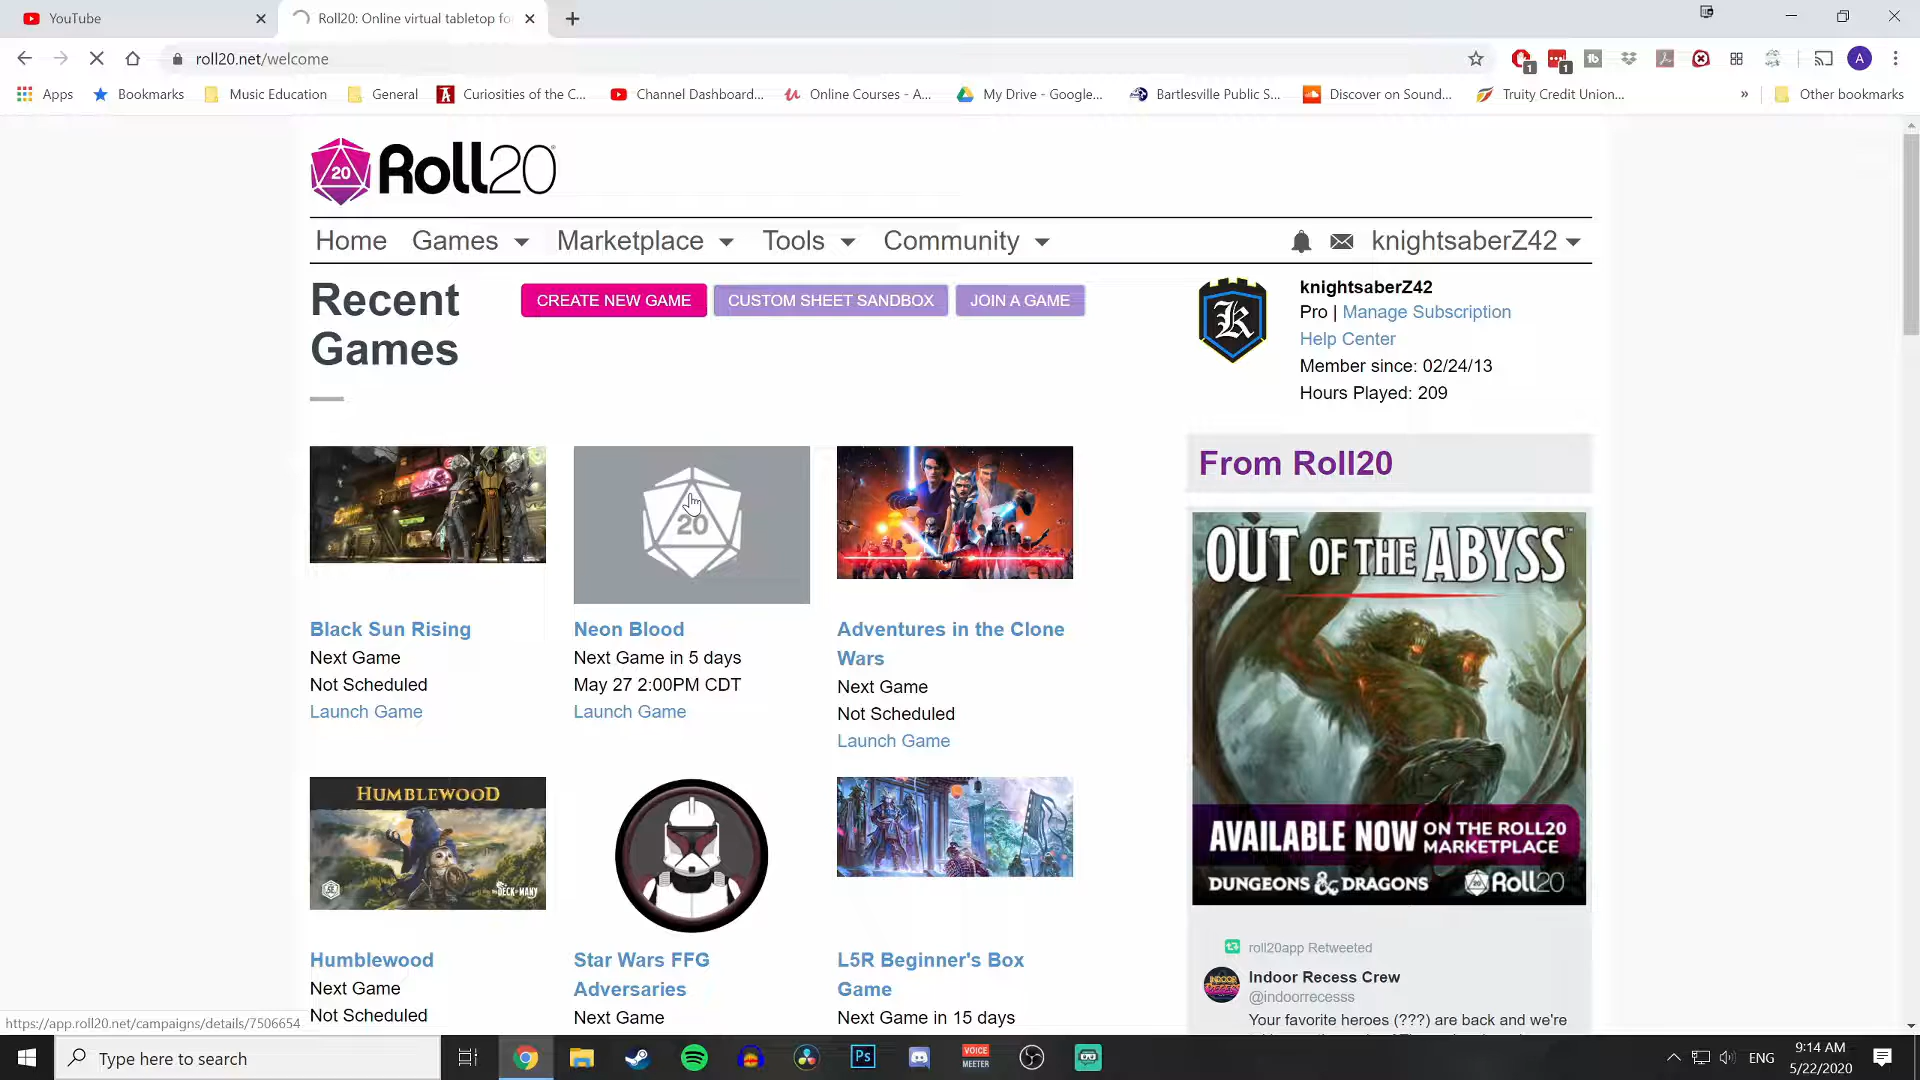 YouTube
Roll20: Online virtual tabletop fo
roll20.net/welcome
Apps
Bookmarks
Music Education
General
Curiosities of the C...
Channel Dashboard...
Online Courses - A...
My Drive - Google...
Bartlesville Public S...
Discover on Sound...
Truity Credit Union...
»
Other bookmarks
20 Roll20
Home
Games
Marketplace
Tools
Community
knightsaberZ42
Recent
Games
CREATE NEW GAME
CUSTOM SHEET SANDBOX
JOIN A GAME
knightsaberZ42
Pro | Manage Subscription
Help Center
Member since: 02/24/13
Hours Played: 209
20
Black Sun Rising
Next Game
Not Scheduled
Launch Game
Neon Blood
Next Game in 5 days
May 27 2:00PM CDT
Launch Game
Adventures in the Clone
Wars
Next Game
Not Scheduled
Launch Game
HUMBLEWOOD
Humblewood
Next Game
Not Scheduled
Star Wars FFG
Adversaries
Next Game
L5R Beginner's Box
Game
Next Game in 15 days
From Roll20
OUT OF THE ABYSS™
AVAILABLE NOW ON THE ROLL20
MARKETPLACE
DUNGEONS & DRAGONS
Roll20
roll20app Retweeted
Indoor Recess Crew
@indoorrecesss
Your favorite heroes (???) are back and we're
https://app.roll20.net/campaigns/details/7506654
Type here to search
Ps
VOICE
MEETER
ENG
9:14 AM
5/22/2020